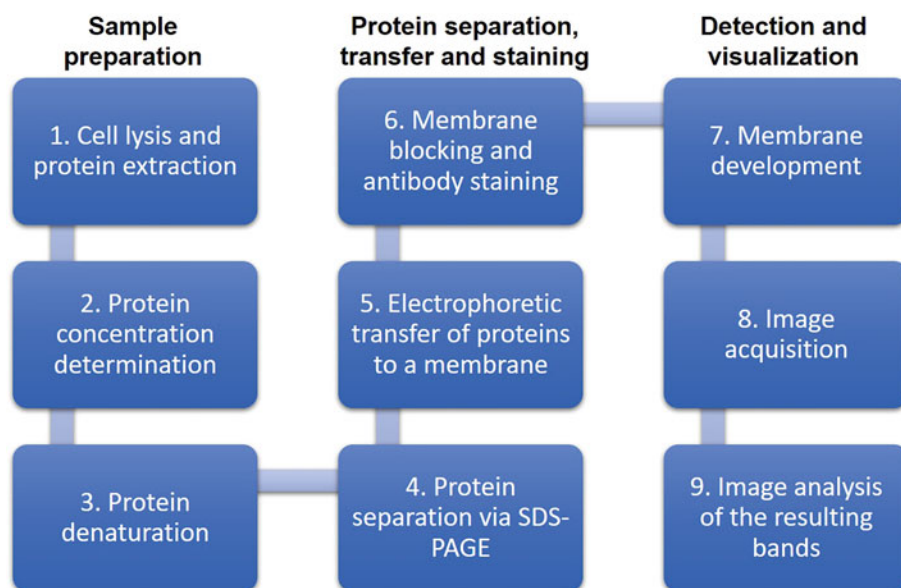 Sample
preparation
1. Cell lysis and
protein extraction
2. Protein
concentration
determination
3. Protein
denaturation
Protein separation,
transfer and staining
6. Membrane
blocking and
antibody staining
5. Electrophoretic
transfer of proteins
to a membrane
4. Protein
separation via SDS-
PAGE
Detection and
visualization
7. Membrane
development
8. Image
acquisition
9. Image analysis
of the resulting
bands